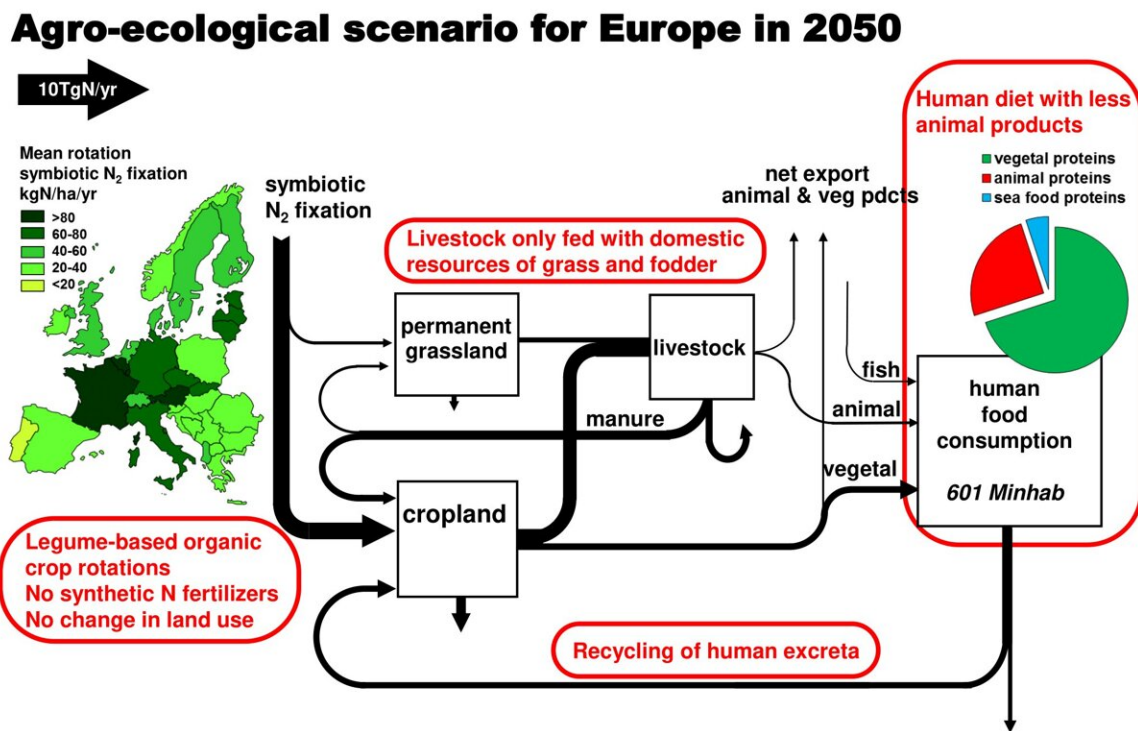 Agro-ecological scenario for Europe in 2050
10TgN/yr
Mean rotation
symbiotic N₂ fixation
kgN/ha/yr
>80
60-80
40-60
20-40
<20
symbiotic
N₂ fixation
Livestock only fed with domestic
resources of grass and fodder
net export
animal & veg pdcts
Human diet with less
animal products
vegetal proteins
animal proteins
sea food proteins
permanent
grassland
livestock
manure
fish
animal
vegetal
human
food
consumption
601 Minhab
cropland
Legume-based organic
crop rotations
No synthetic N fertilizers
No change in land use
Recycling of human excreta